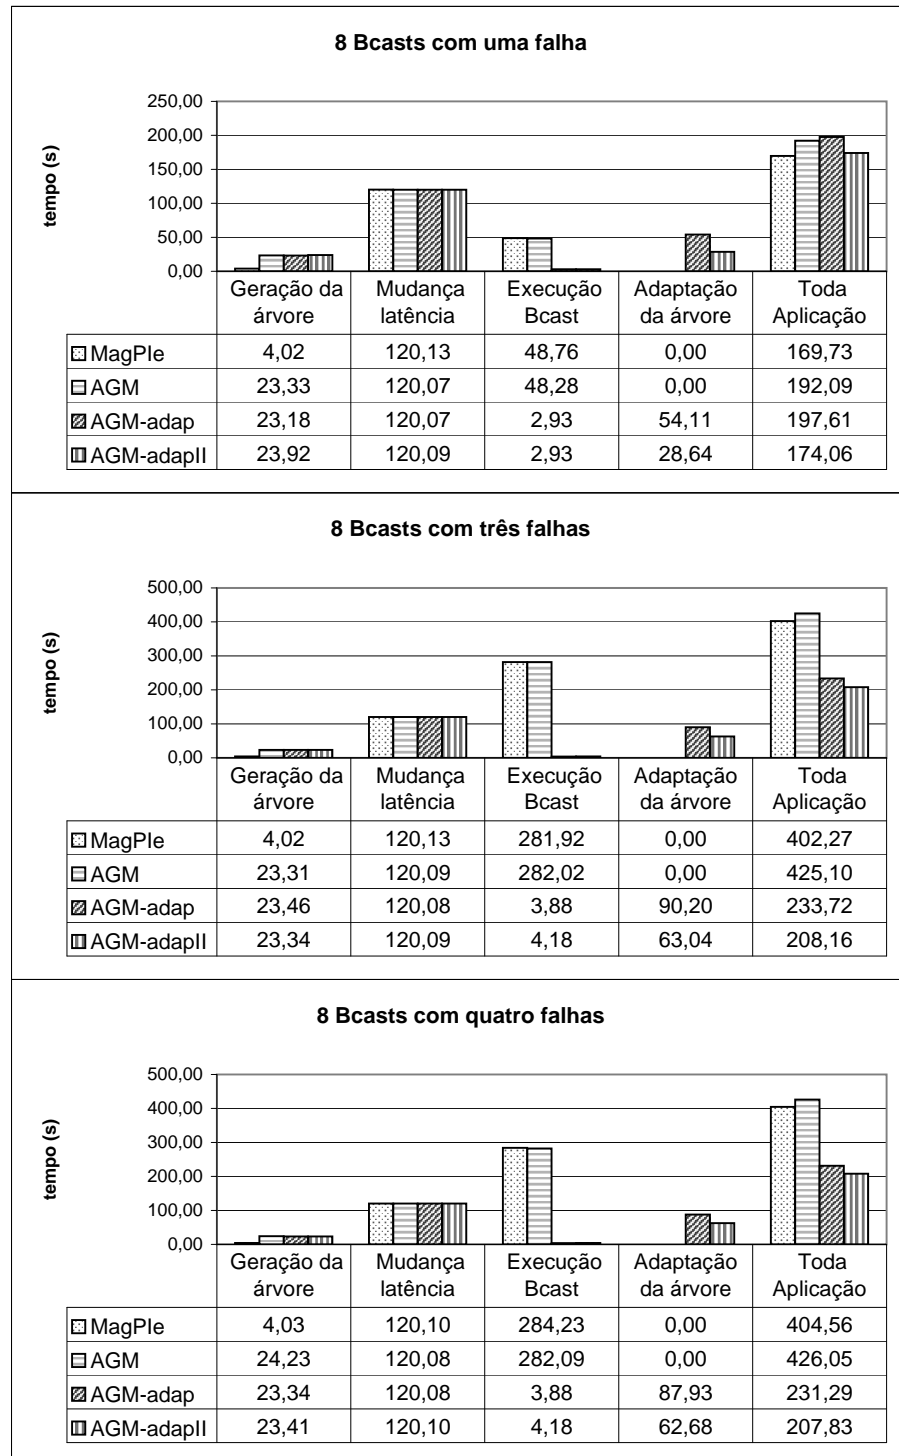 8 Bcasts com uma falha
tempo (s)
250,00
200,00
150,00
100,00
50,00
0,00
Geração da árvore Mudança latência Execução Bcast Adaptação da árvore Toda Aplicação
MagPIe 4,02 120,13 48,76 0,00 169,73
AGM 23,33 120,07 48,28 0,00 192,09
AGM-adap 23,18 120,07 2,93 54,11 197,61
AGM-adapII 23,92 120,09 2,93 28,64 174,06
8 Bcasts com três falhas
tempo (s)
500,00
400,00
300,00
200,00
100,00
0,00
Geração da árvore Mudança latência Execução Bcast Adaptação da árvore Toda Aplicação
MagPIe 4,02 120,13 281,92 0,00 402,27
AGM 23,31 120,09 282,02 0,00 425,10
AGM-adap 23,46 120,08 3,88 90,20 233,72
AGM-adapII 23,34 120,09 4,18 63,04 208,16
8 Bcasts com quatro falhas
tempo (s)
500,00
400,00
300,00
200,00
100,00
0,00
Geração da árvore Mudança latência Execução Bcast Adaptação da árvore Toda Aplicação
MagPIe 4,03 120,10 284,23 0,00 404,56
AGM 24,23 120,08 282,09 0,00 426,05
AGM-adap 23,34 120,08 3,88 87,93 231,29
AGM-adapII 23,41 120,10 4,18 62,68 207,83